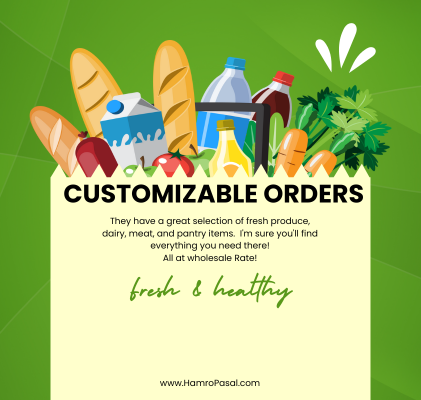 CUSTOMIZABLE ORDERS
They have a great selection of fresh produce,
dairy, meat, and pantry items. I'm sure you'll find
everything you need there!
All at wholesale Rate!
fresh & healthy
www.HamroPasal.com